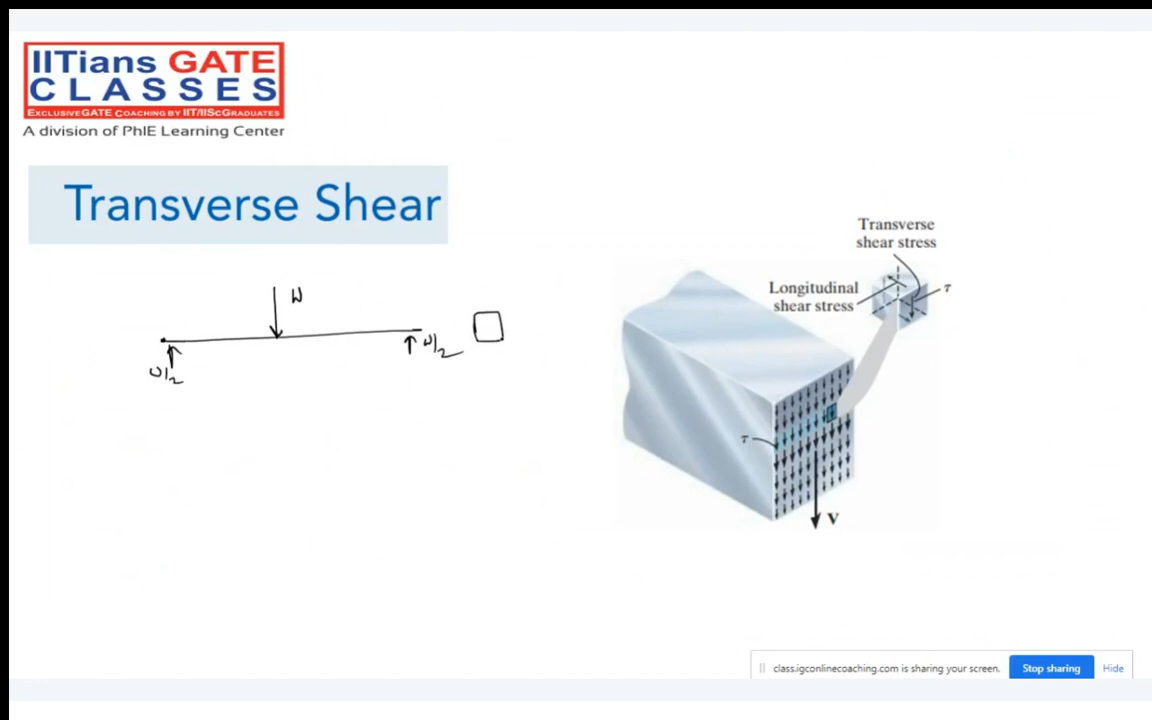 IITians GATE
CLASSES
EXCLUSIVE GATE COACHING BY IIT/IISC GRADUATES
A division of PhIE Learning Center
Transverse Shear
W
W/2
W/2
Transverse
shear stress
Longitudinal
shear stress
τ
τ
V
class.igconlinecoaching.com is sharing your screen.
Stop sharing
Hide